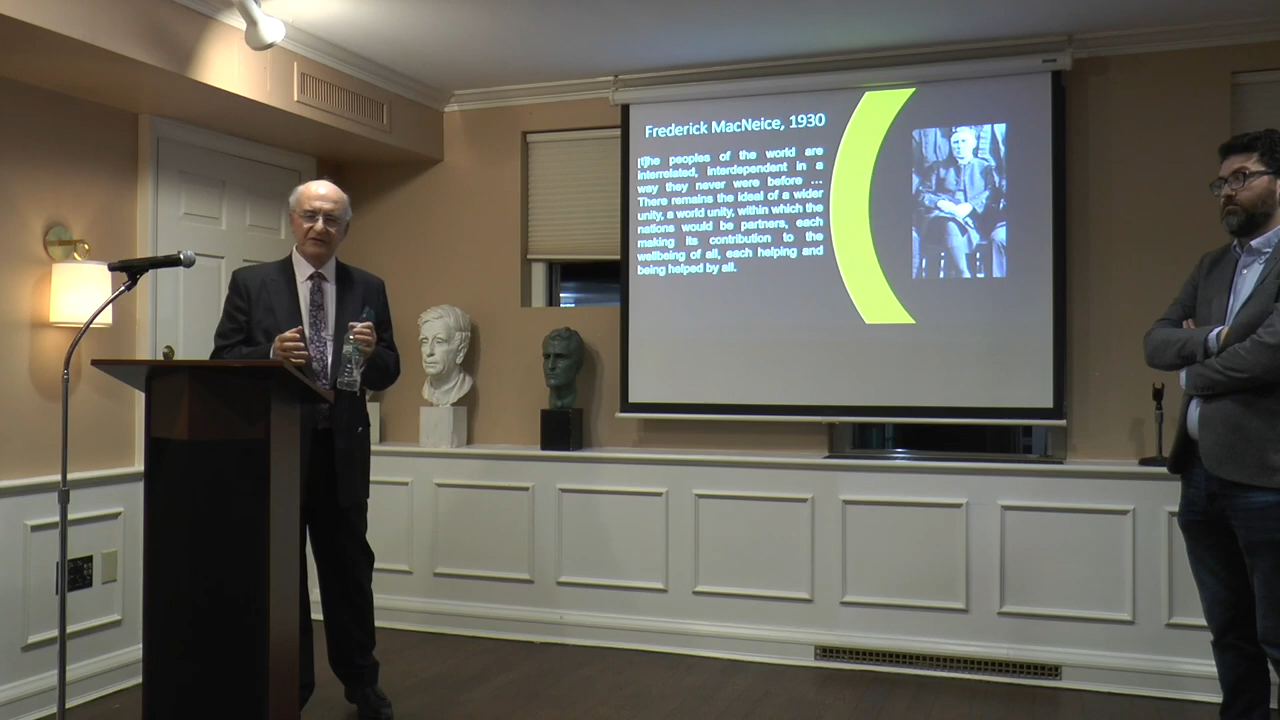 Frederick MacNeice, 1930
[t]he peoples of the world are
interrelated, interdependent in a
way they never were before ...
There remains the ideal of a wider
unity, a world unity, within which the
nations would be partners, each
making its contribution to the
wellbeing of all, each helping and
being helped by all.